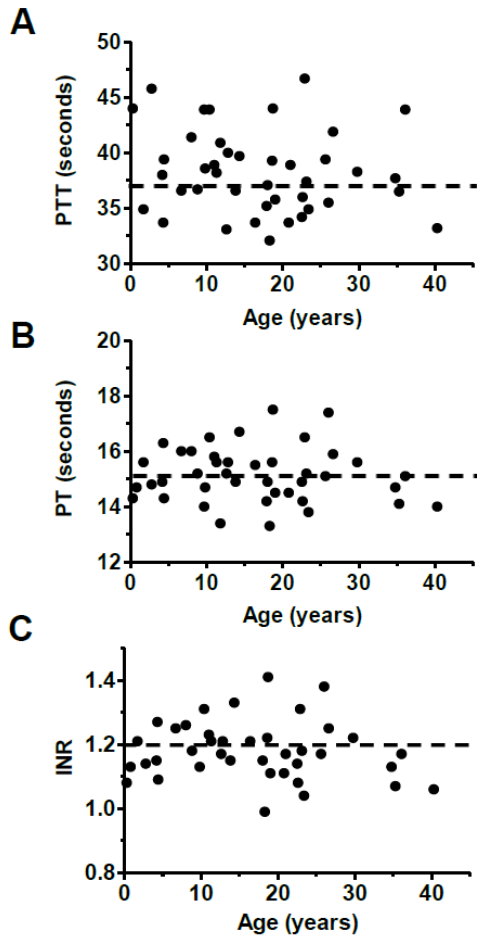 A
PTT (seconds)
50
45
40
35
30
0 10 20 30 40
Age (years)
B
PT (seconds)
20
18
16
14
12
0 10 20 30 40
Age (years)
C
INR
1.4
1.2
1.0
0.8
0 10 20 30 40
Age (years)